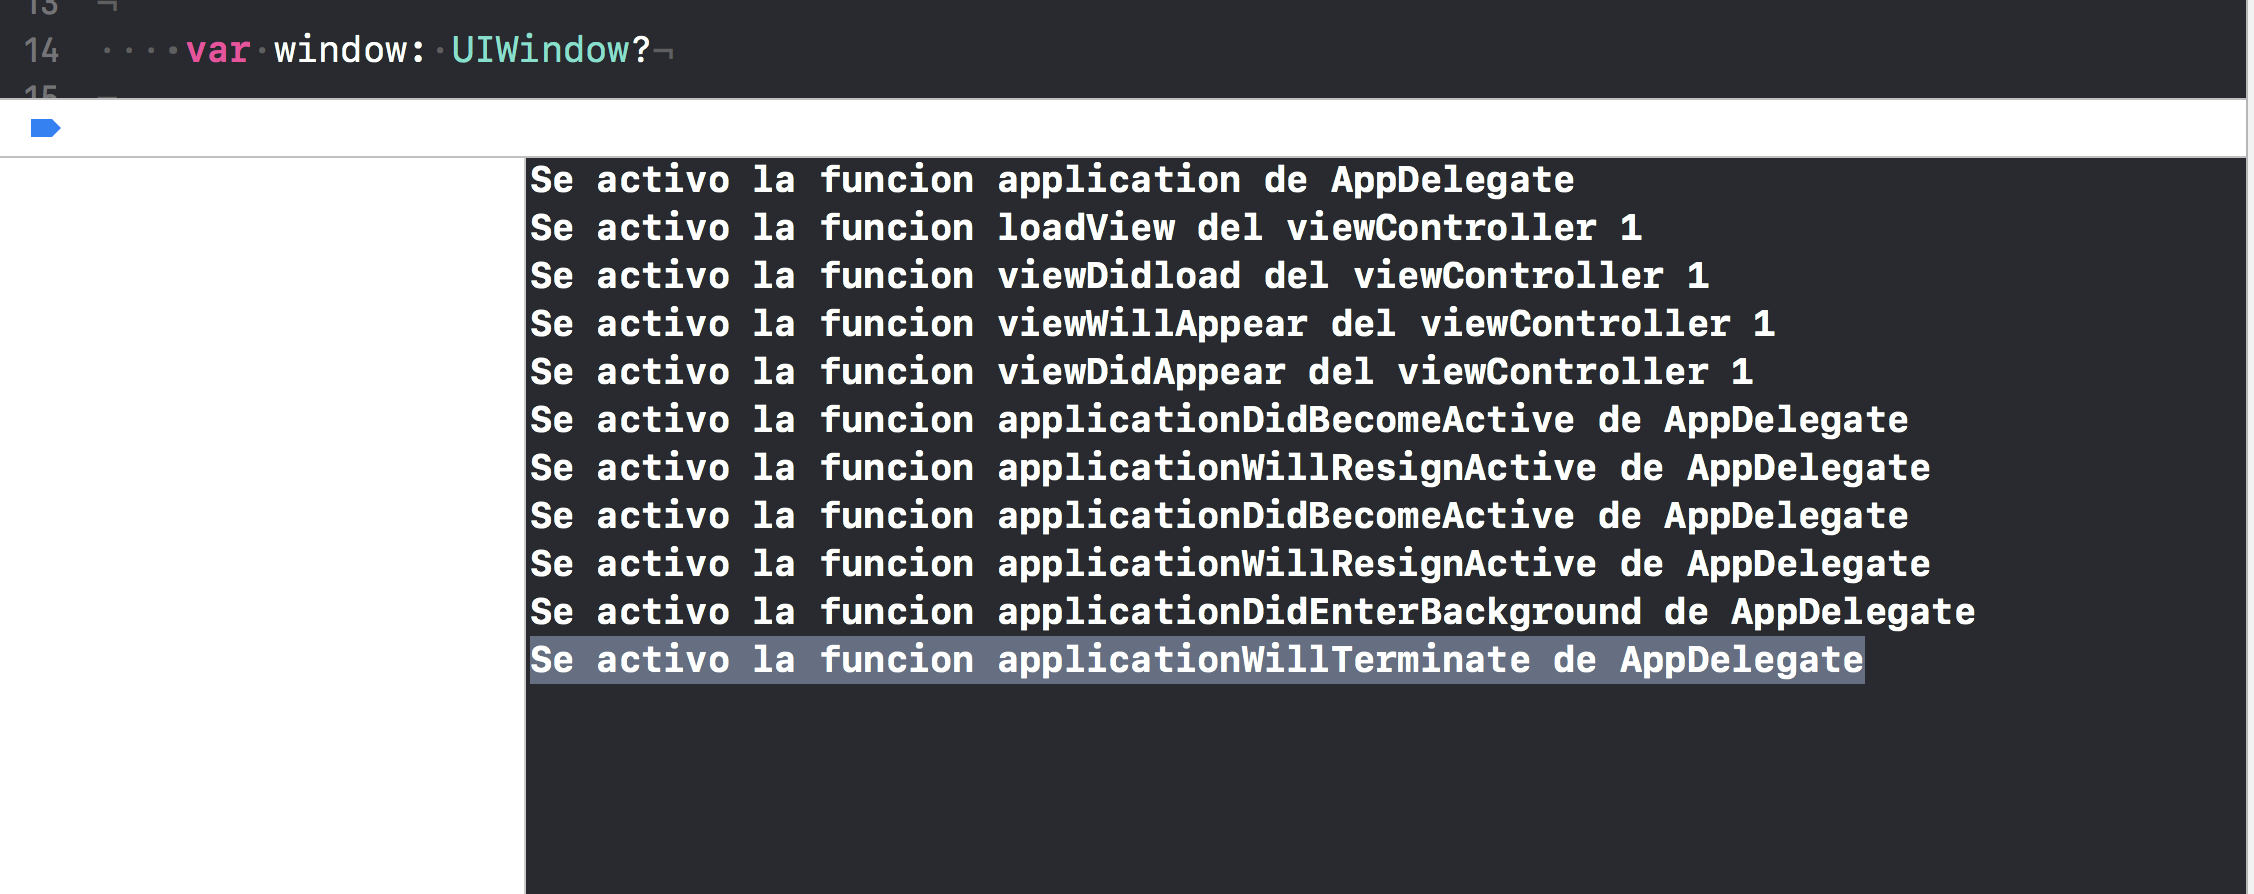 13
14 var window: UIWindow?
15
Se activo la funcion application de AppDelegate
Se activo la funcion loadView del viewController 1
Se activo la funcion viewDidload del viewController 1
Se activo la funcion viewWillAppear del viewController 1
Se activo la funcion viewDidAppear del viewController 1
Se activo la funcion applicationDidBecomeActive de AppDelegate
Se activo la funcion applicationWillResignActive de AppDelegate
Se activo la funcion applicationDidBecomeActive de AppDelegate
Se activo la funcion applicationWillResignActive de AppDelegate
Se activo la funcion applicationDidEnterBackground de AppDelegate
Se activo la funcion applicationWillTerminate de AppDelegate